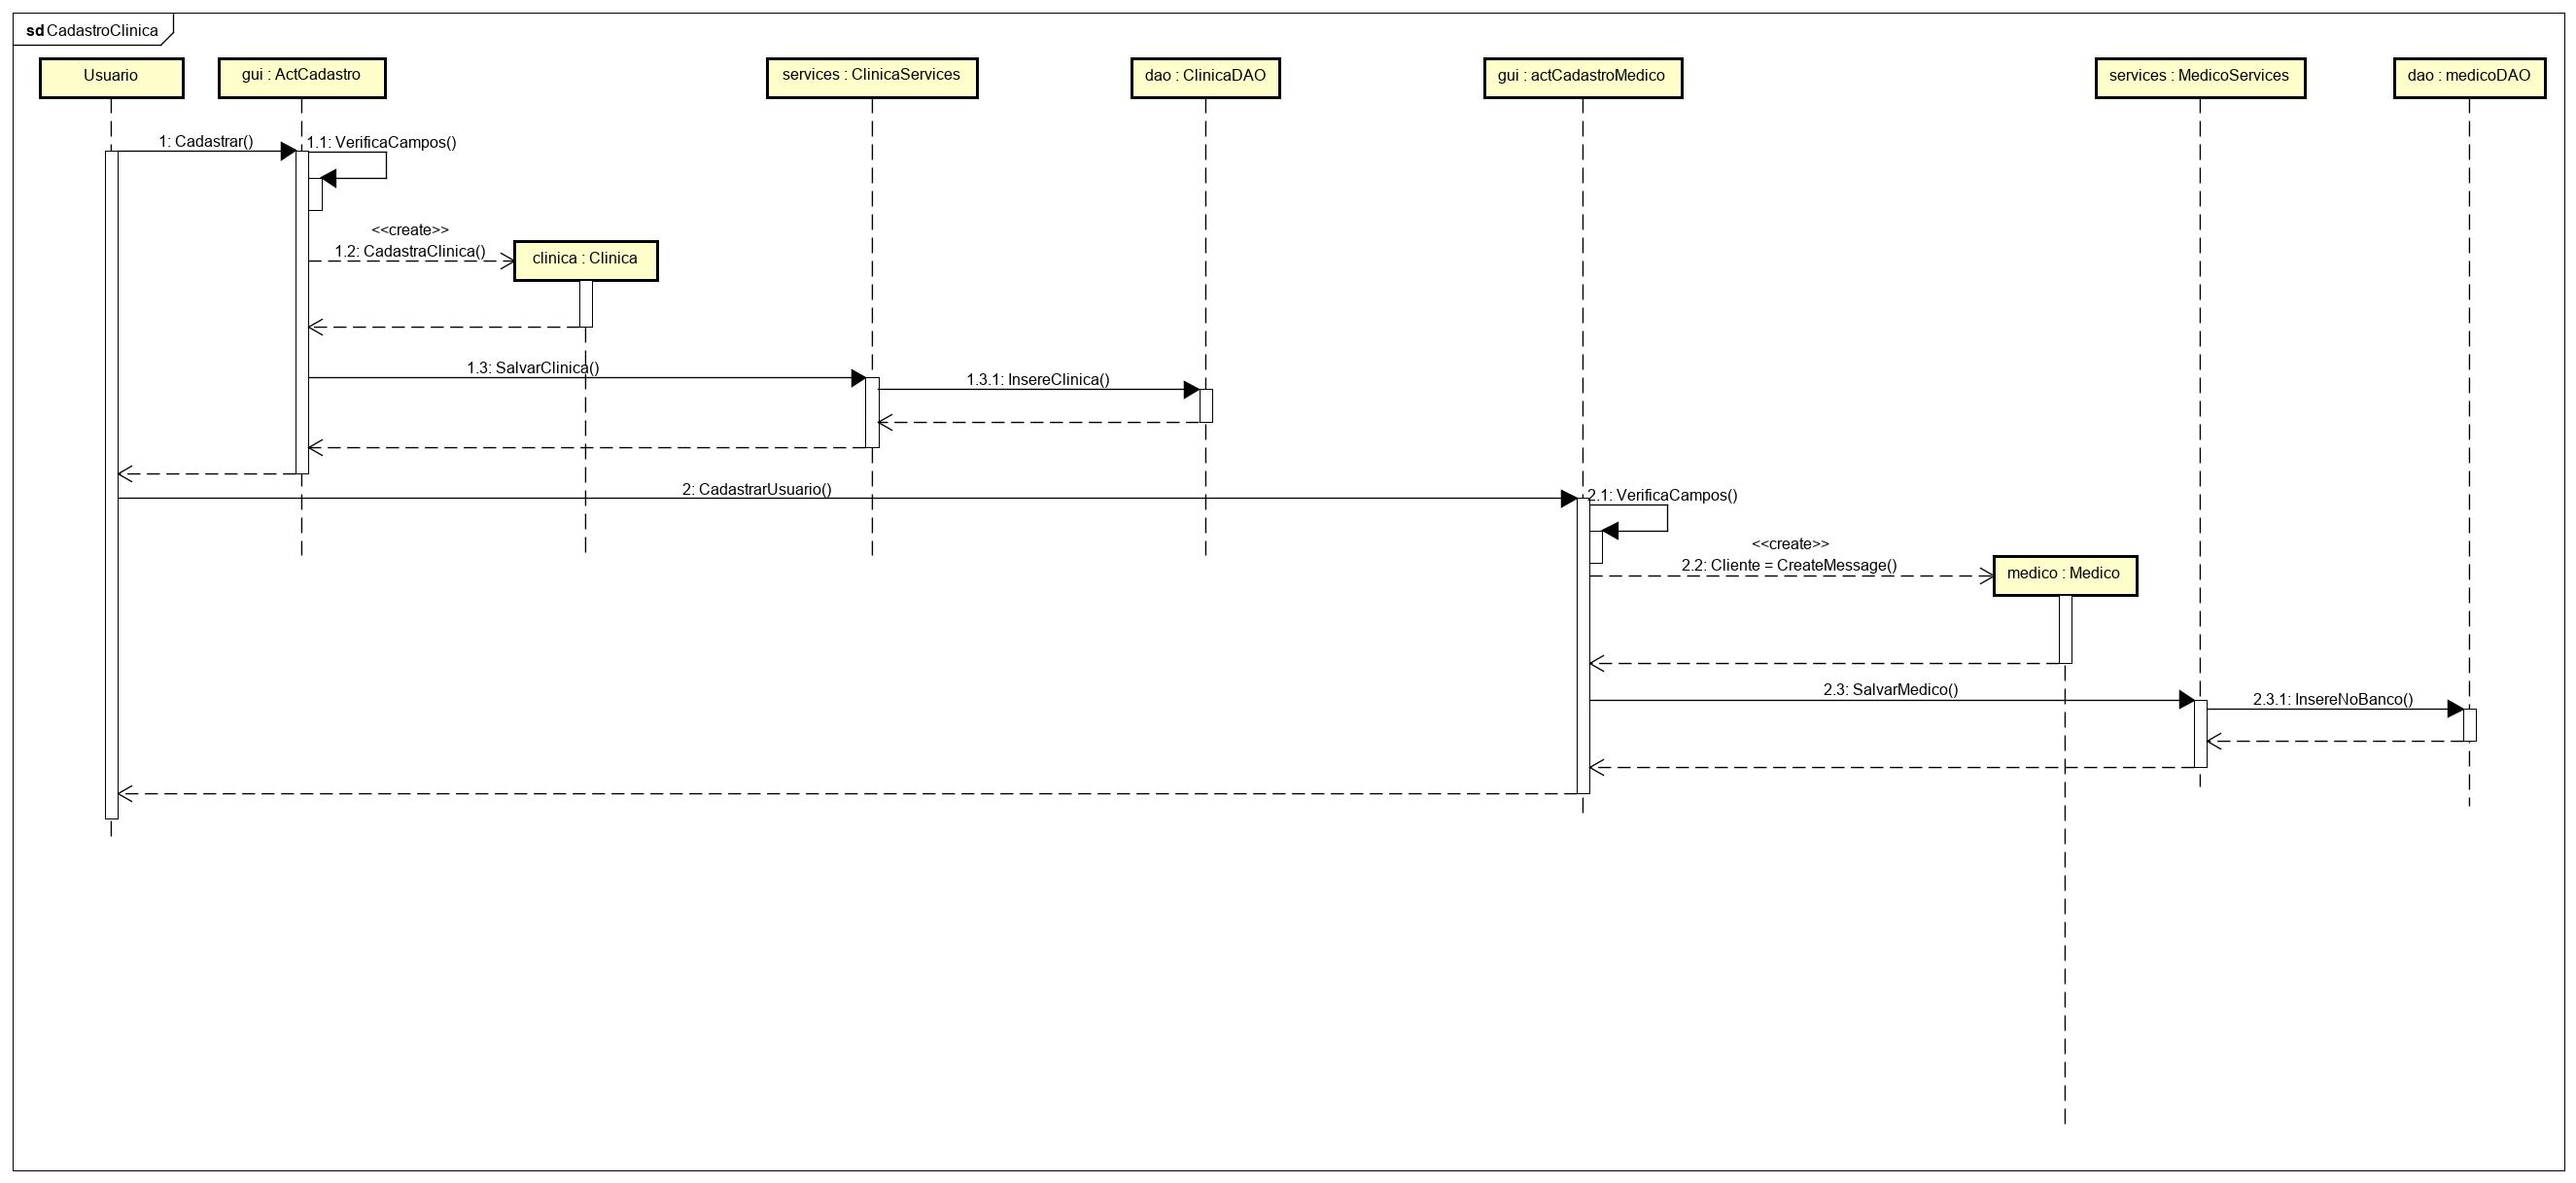 sd CadastroClinica
Usuario
gui : ActCadastro
services : ClinicaServices
dao : ClinicaDAO
gui : actCadastroMedico
services : MedicoServices
dao : medicoDAO
1: Cadastrar()
1.1: VerificaCampos()
<<create>>
1.2: CadastraClinica()
clinica : Clinica
1.3: SalvarClinica()
1.3.1: InsereClinica()
2: CadastrarUsuario()
2.1: VerificaCampos()
<<create>>
2.2: Cliente = CreateMessage()
medico : Medico
2.3: SalvarMedico()
2.3.1: InsereNoBanco()